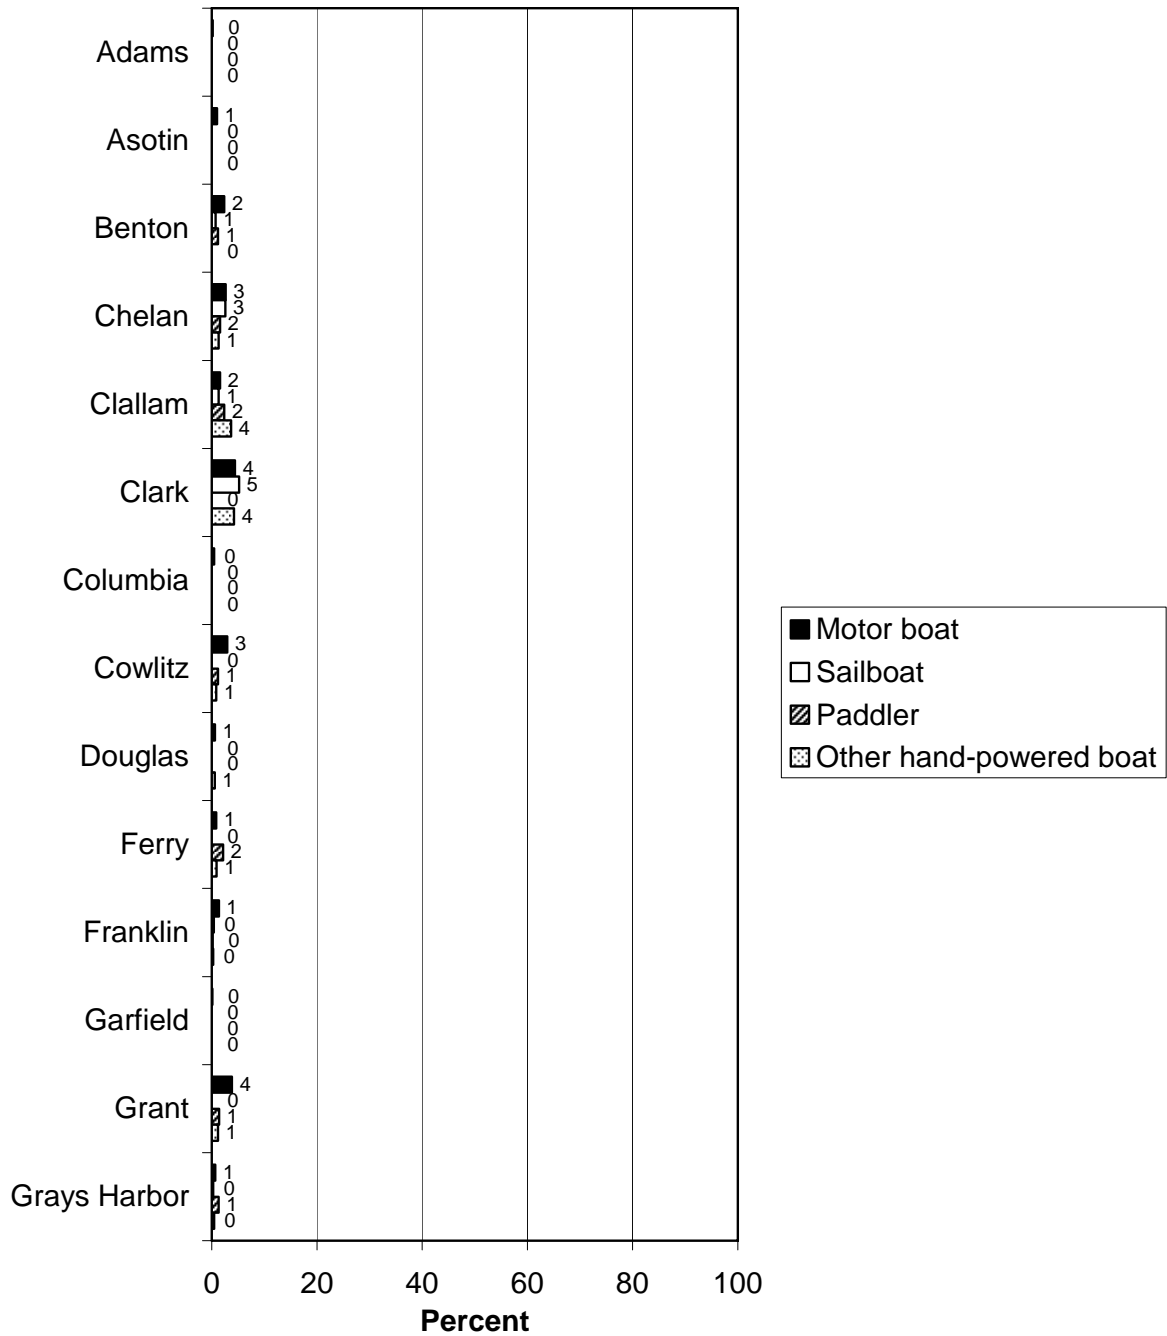 Adams
0
0
0
0
Asotin
1
0
0
0
Benton
2
1
1
0
Chelan
3
3
2
1
Clallam
2
1
2
4
Clark
4
5
0
4
Columbia
0
0
0
0
Cowlitz
3
0
1
1
Douglas
1
0
0
1
Ferry
1
0
2
1
Franklin
1
0
0
0
Garfield
0
0
0
0
Grant
4
0
1
1
Grays Harbor
1
0
1
0
0 20 40 60 80 100
Percent
Motor boat
Sailboat
Paddler
Other hand-powered boat